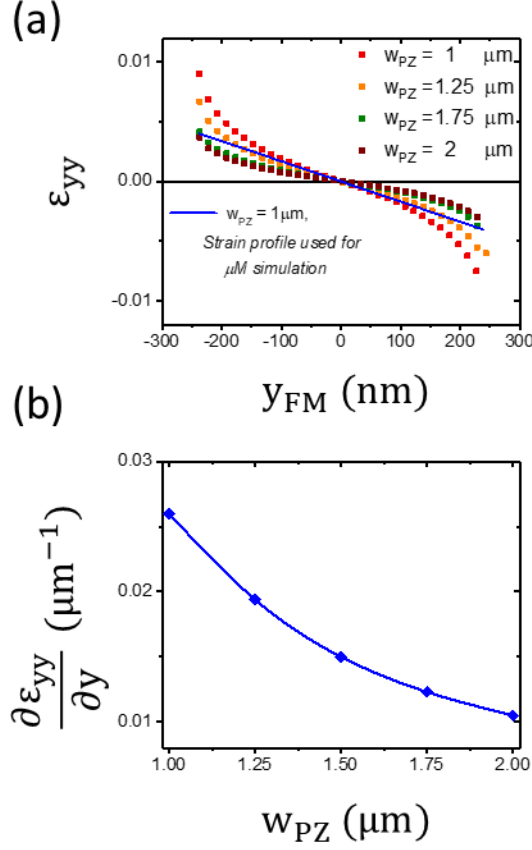 (a)
0.01
0.00
-0.01
εyy
w_PZ = 1 μm
w_PZ = 1.25 μm
w_PZ = 1.75 μm
w_PZ = 2 μm
w_PZ = 1μm,
Strain profile used for
μM simulation
-300 -200 -100 0 100 200 300
y_FM (nm)
(b)
0.03
0.02
0.01
∂ε_yy/∂y (μm⁻¹)
1.00 1.25 1.50 1.75 2.00
w_PZ (μm)